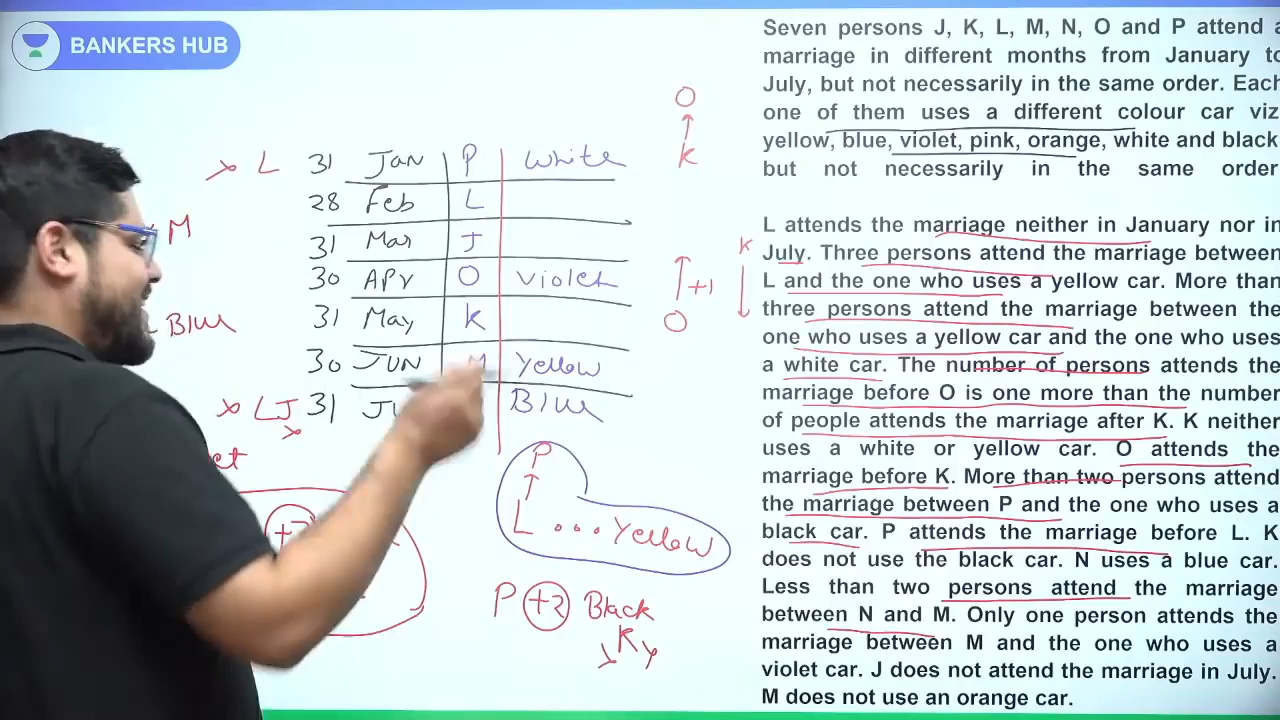 BANKERS HUB
Seven persons J, K, L, M, N, O and P attend a
marriage in different months from January to
July, but not necessarily in the same order. Each
one of them uses a different colour car viz
yellow, blue, violet, pink, orange, white and black
but not necessarily in the same order
L attends the marriage neither in January nor in
July. Three persons attend the marriage between
L and the one who uses a yellow car. More than
three persons attend the marriage between the
one who uses a yellow car and the one who uses
a white car. The number of persons attends the
marriage before O is one more than the number
of people attends the marriage after K. K neither
uses a white or yellow car. O attends the
marriage before K. More than two persons attend
the marriage between P and the one who uses a
black car. P attends the marriage before L. K
does not use the black car. N uses a blue car.
Less than two persons attend the marriage
between N and M. Only one person attends the
marriage between M and the one who uses a
violet car. J does not attend the marriage in July.
M does not use an orange car.
O
K
x L 31 Jan P White
28 Feb L
M
31 Mar J
30 Apr O Violet
+1
O
K
Blue
31 May K
30 JUN M Yellow
x LJ 31 Blue
x
+2
P
L ... Yellow
P +2 Black
x K y